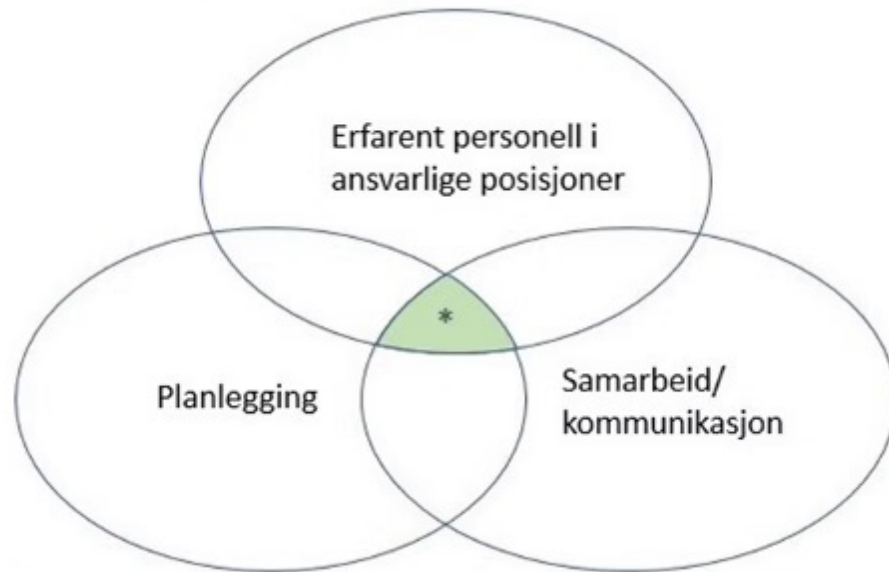 Erfarent personell i
ansvarlige posisjoner
*
Planlegging
Samarbeid/
kommunikasjon